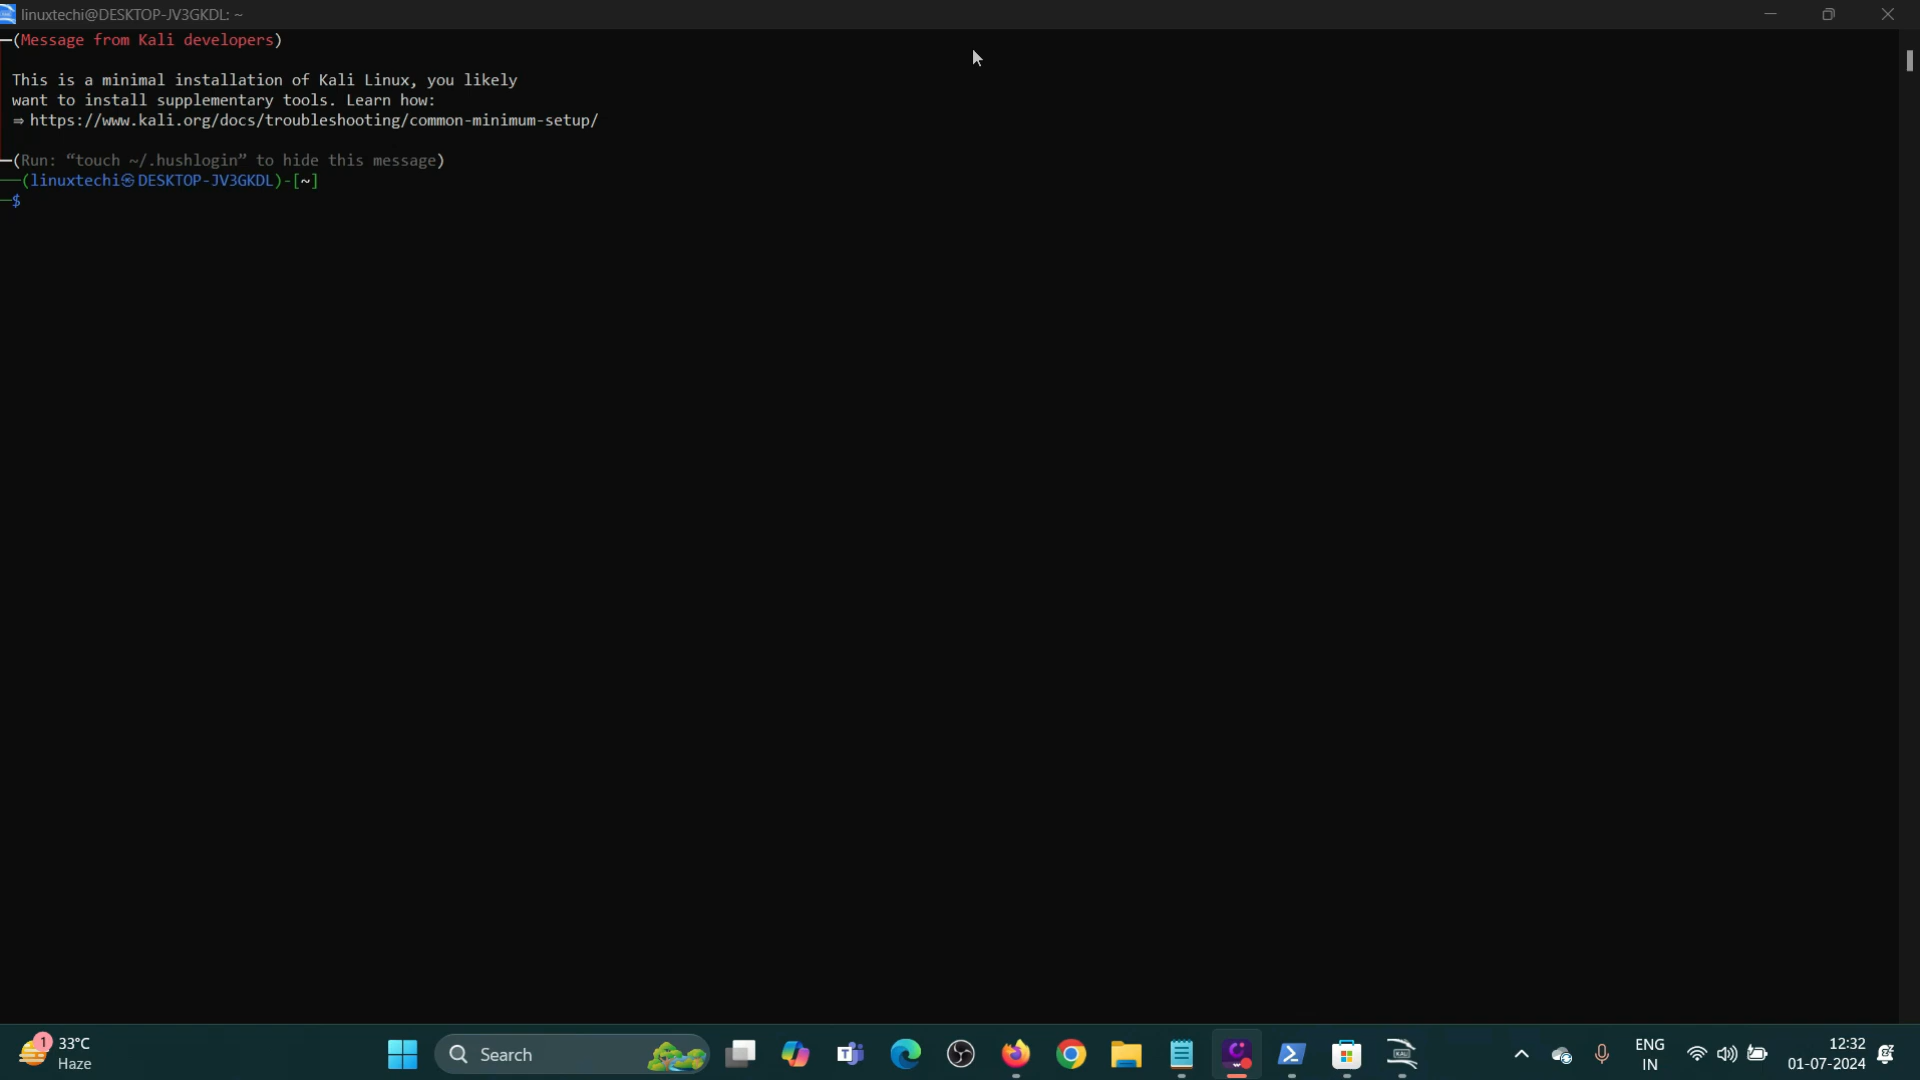 linuxtechi@DESKTOP-JV3GKDL: ~
(Message from Kali developers)
This is a minimal installation of Kali Linux, you likely
want to install supplementary tools. Learn how:
⇒ https://www.kali.org/docs/troubleshooting/common-minimum-setup/
(Run: “touch ~/.hushlogin” to hide this message)
(linuxtechi㉿DESKTOP-JV3GKDL)-[~]
$
1
33°C
Haze
Search
ENG
IN
12:32
01-07-2024